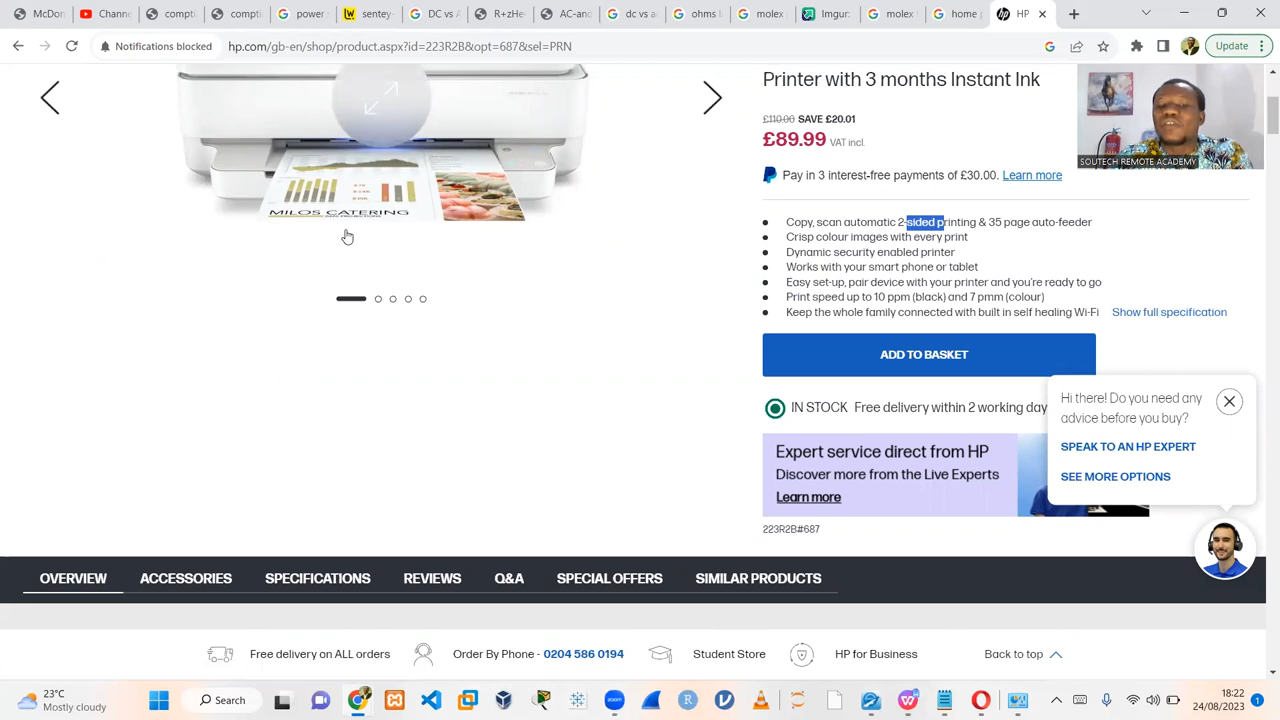 McDon
Chann
compti
compti
power
sentey
DC vs A
R+zHe
AC-and
dc vs a
ohms l
molex
Imgur:
molex t
home p
HP
Notifications blocked
hp.com/gb-en/shop/product.aspx?id=223R2B&opt=687&sel=PRN
Update
Printer with 3 months Instant Ink
£110.00 SAVE £20.01
£89.99 VAT incl.
SOUTECH REMOTE ACADEMY
Pay in 3 interest-free payments of £30.00. Learn more
MILOS CATERING
Copy, scan automatic 2-sided printing & 35 page auto-feeder
Crisp colour images with every print
Dynamic security enabled printer
Works with your smart phone or tablet
Easy set-up, pair device with your printer and you're ready to go
Print speed up to 10 ppm (black) and 7 pmm (colour)
Keep the whole family connected with built in self healing Wi-Fi Show full specification
ADD TO BASKET
IN STOCK Free delivery within 2 working day
Hi there! Do you need any
advice before you buy?
SPEAK TO AN HP EXPERT
SEE MORE OPTIONS
Expert service direct from HP
Discover more from the Live Experts
Learn more
223R2B#687
OVERVIEW ACCESSORIES SPECIFICATIONS REVIEWS Q&A SPECIAL OFFERS SIMILAR PRODUCTS
Free delivery on ALL orders
Order By Phone - 0204 586 0194
Student Store
HP for Business
Back to top
23°C
Mostly cloudy
Search
zoom
18:22
24/08/2023
1